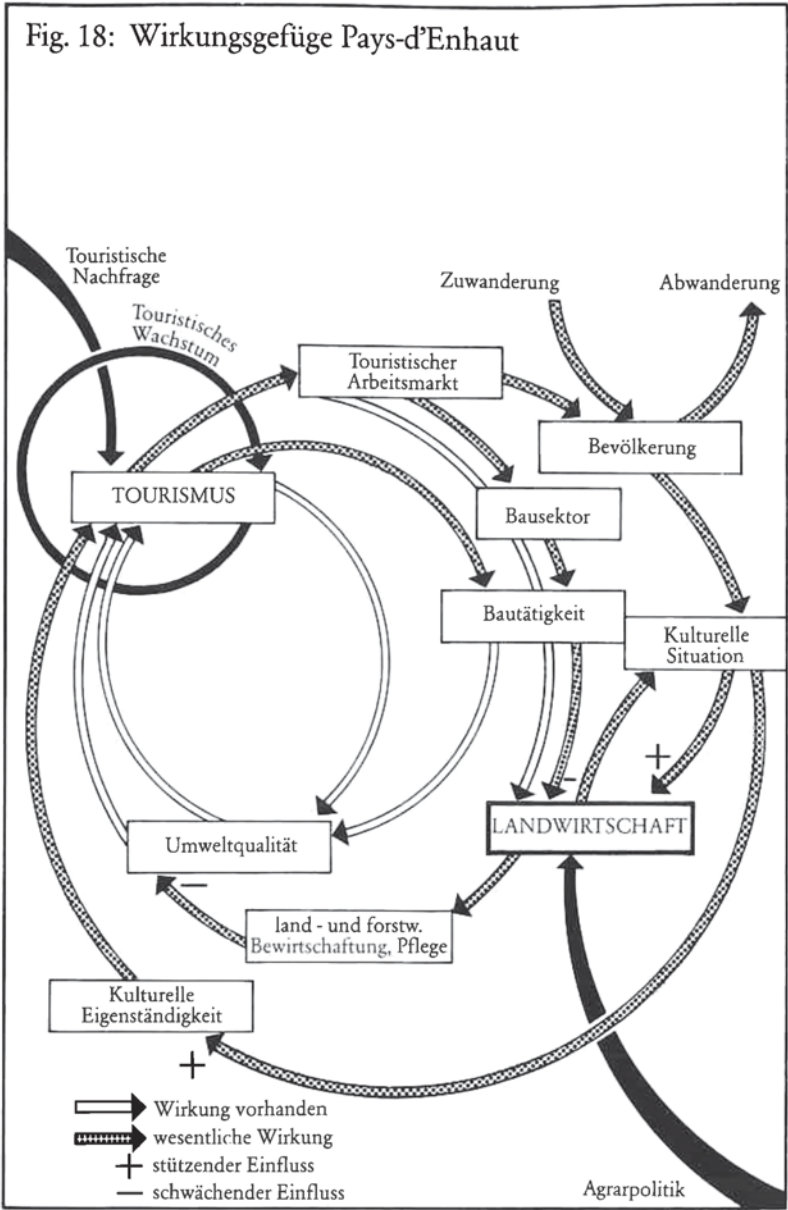 Fig. 18: Wirkungsgefüge Pays-d'Enhaut
Touristische
Nachfrage
Touristisches
Wachstum
Zuwanderung
Abwanderung
Touristischer
Arbeitsmarkt
Bevölkerung
TOURISMUS
Bausektor
Bautätigkeit
Kulturelle
Situation
+
–
LANDWIRTSCHAFT
Umweltqualität
–
land - und forstw.
Bewirtschaftung, Pflege
Kulturelle
Eigenständigkeit
+
Wirkung vorhanden
wesentliche Wirkung
+ stützender Einfluss
– schwächender Einfluss
Agrarpolitik